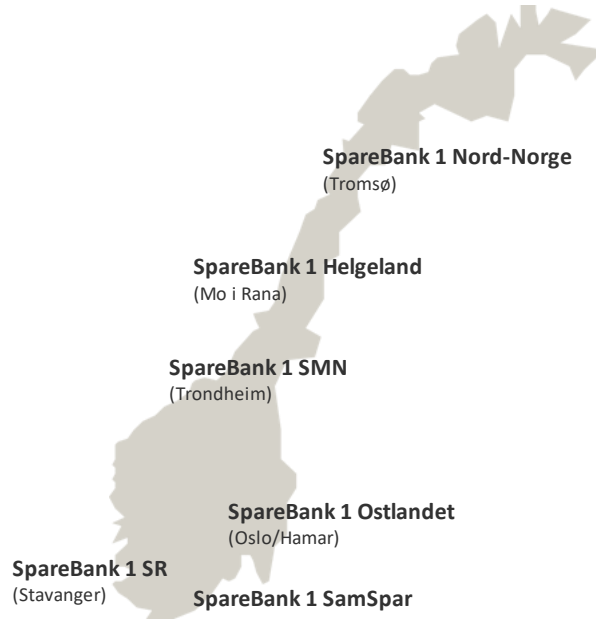 SpareBank 1 Nord-Norge
(Tromsø)
SpareBank 1 Helgeland
(Mo i Rana)
SpareBank 1 SMN
(Trondheim)
SpareBank 1 Ostlandet
(Oslo/Hamar)
SpareBank 1 SR
(Stavanger)
SpareBank 1 SamSpar